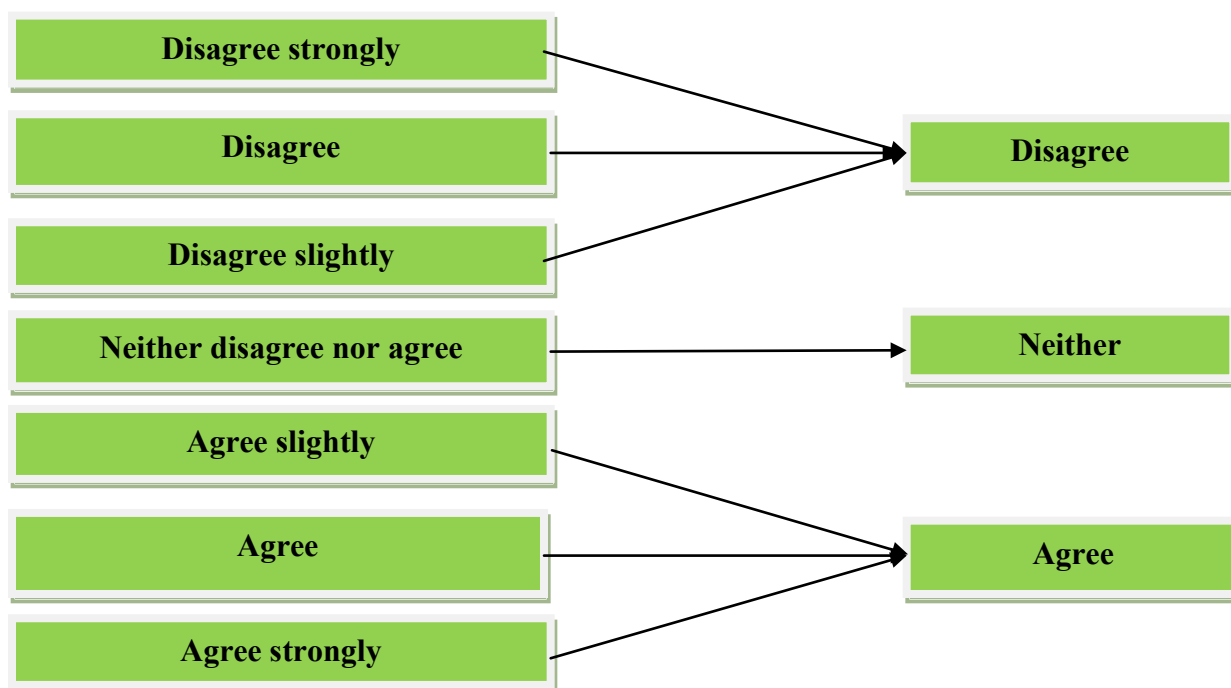 Disagree strongly
Disagree
Disagree slightly
Neither disagree nor agree
Agree slightly
Agree
Agree strongly
Disagree
Neither
Agree